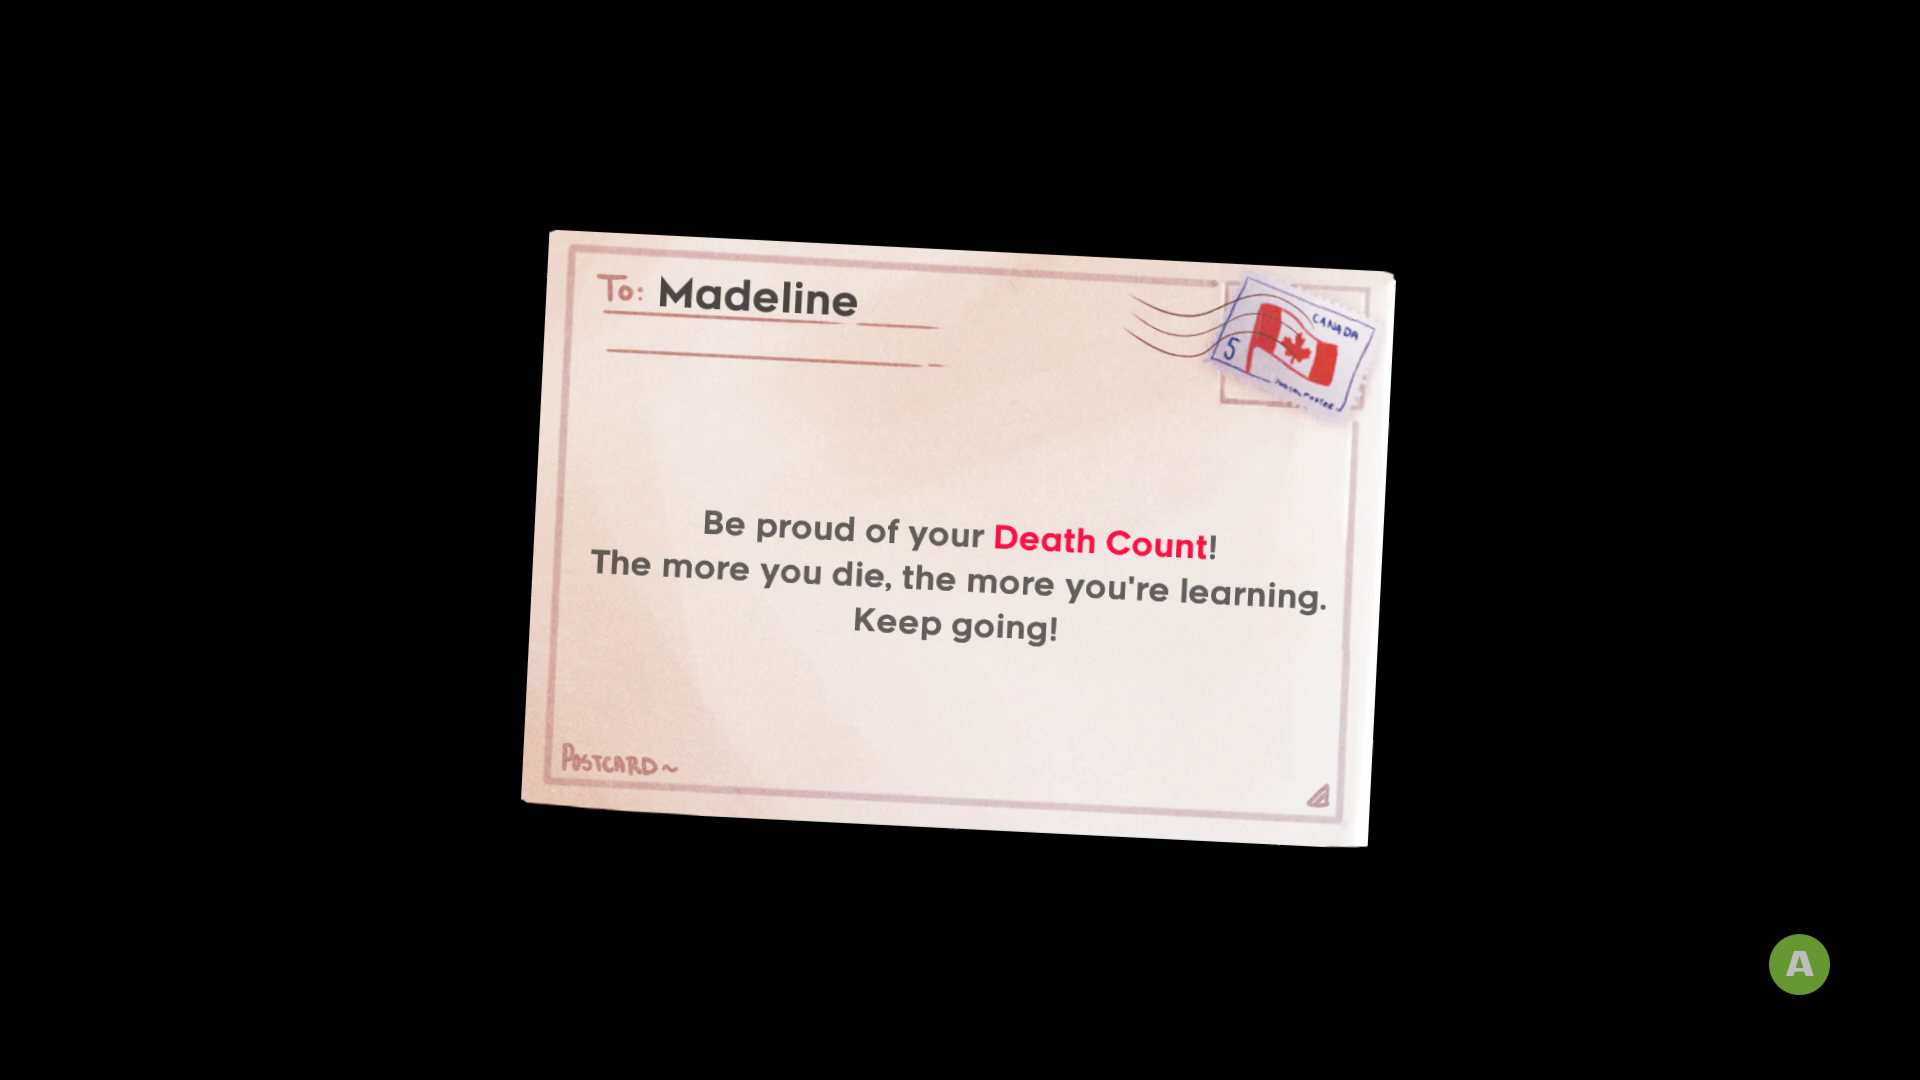 To: Madeline
CANADA
5
Be proud of your Death Count!
The more you die, the more you're learning.
Keep going!
POSTCARD~
A